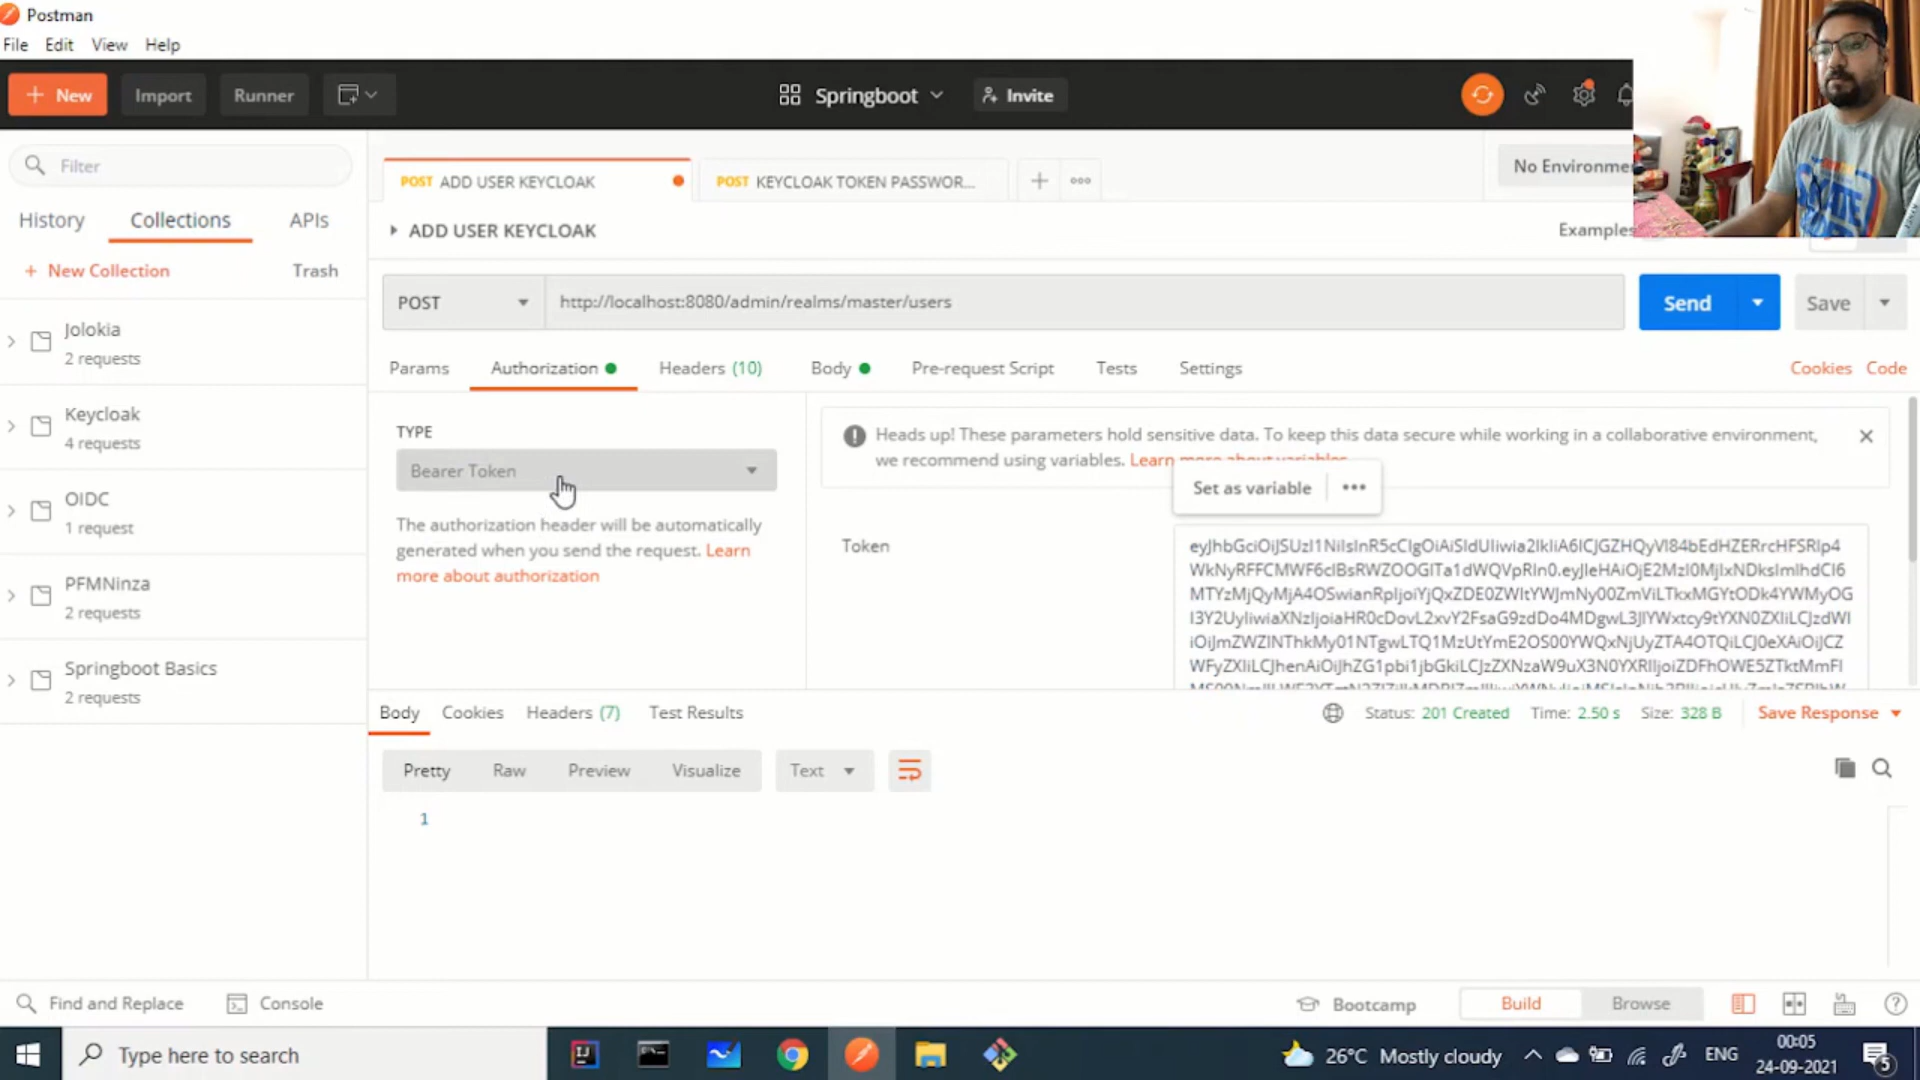 Postman
File Edit View Help
+ New Import Runner Springboot Invite
Filter
History Collections APIs
+ New Collection Trash
Jolokia
2 requests
Keycloak
4 requests
OIDC
1 request
PFMNinza
2 requests
Springboot Basics
2 requests
POST ADD USER KEYCLOAK
POST KEYCLOAK TOKEN PASSWOR...
No Environme
ADD USER KEYCLOAK
Examples
POST http://localhost:8080/admin/realms/master/users
Send Save
Params Authorization Headers (10) Body Pre-request Script Tests Settings
Cookies Code
TYPE
Bearer Token
The authorization header will be automatically
generated when you send the request. Learn
more about authorization
Heads up! These parameters hold sensitive data. To keep this data secure while working in a collaborative environment,
we recommend using variables. Learn more about variables
Set as variable
Token
Body Cookies Headers (7) Test Results
Status: 201 Created Time: 2.50 s Size: 328 B Save Response
Pretty Raw Preview Visualize Text
1
Find and Replace Console
Bootcamp Build Browse
Type here to search
26°C Mostly cloudy
ENG
00:05
24-09-2021
5